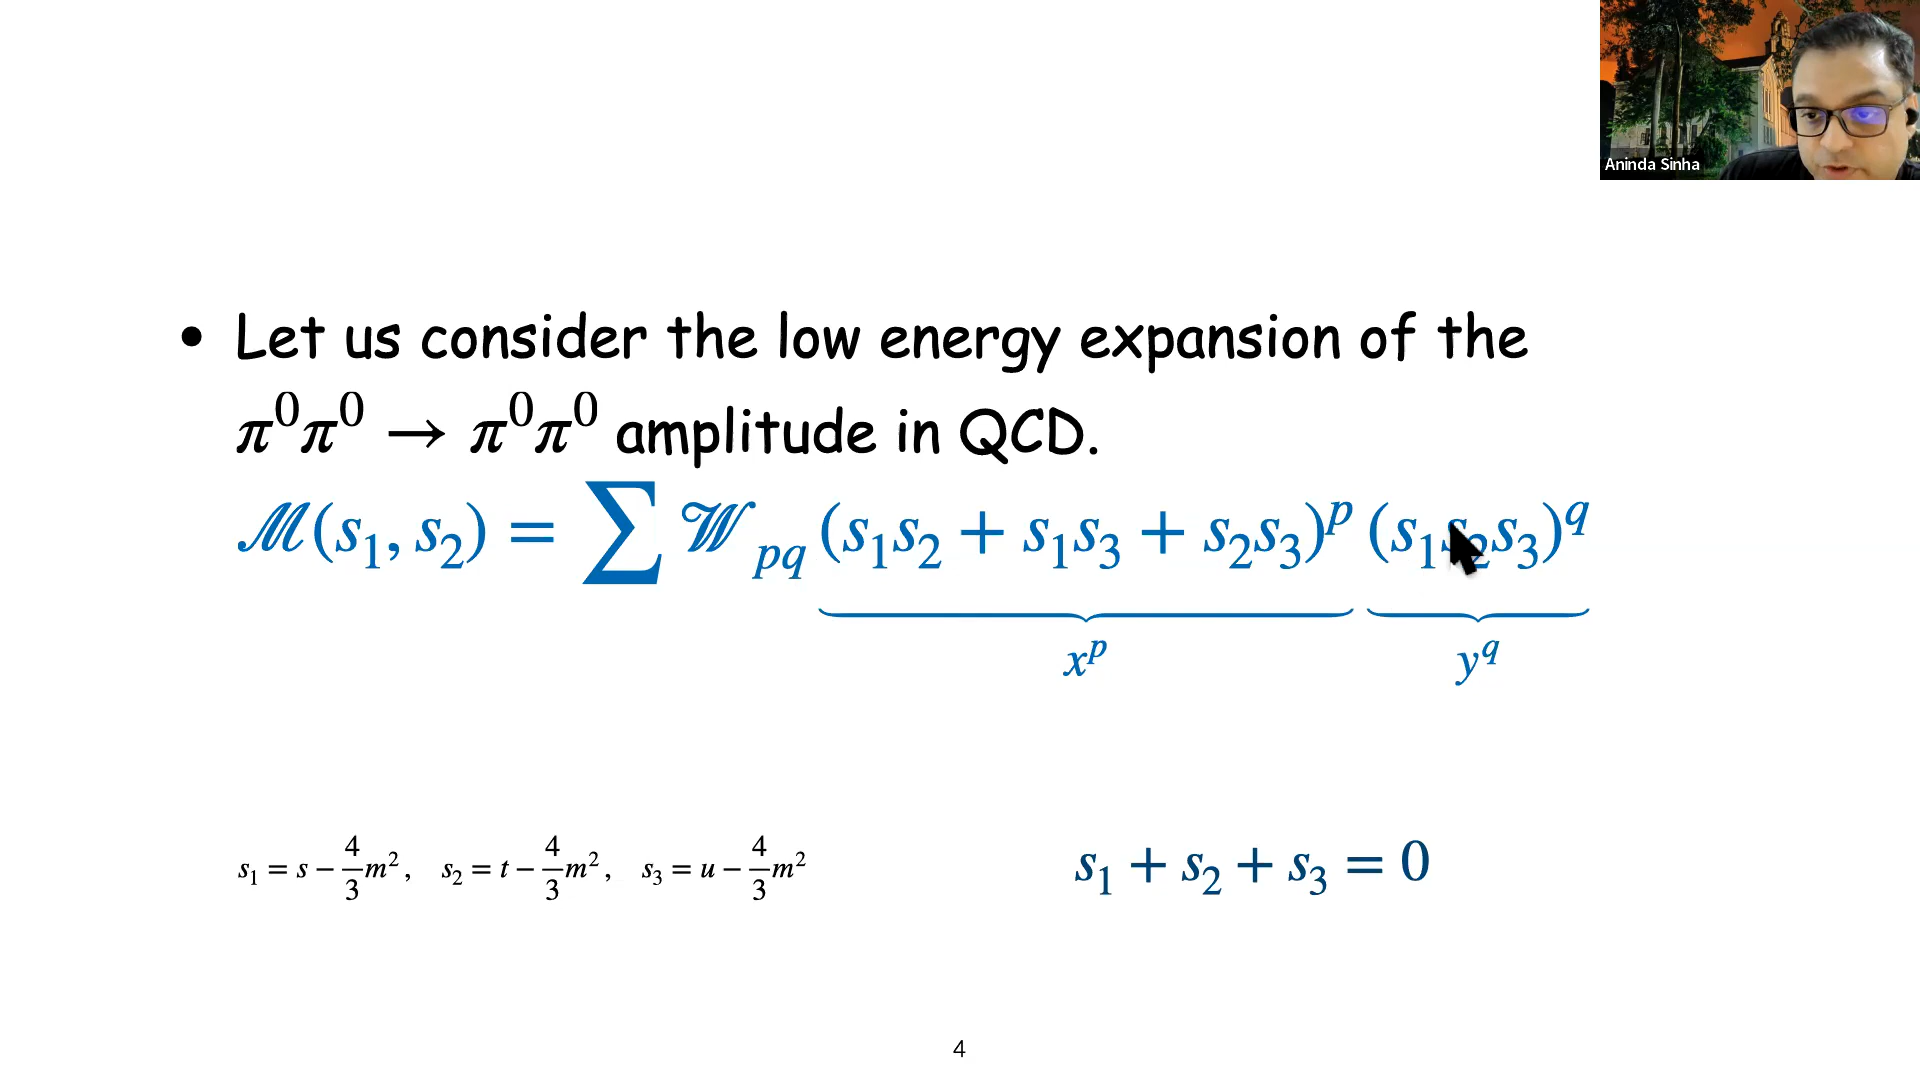 Aninda Sinha
• Let us consider the low energy expansion of the
π⁰π⁰ → π⁰π⁰ amplitude in QCD.
ℳ(s₁, s₂) = ∑ 𝒲_{pq} (s₁s₂ + s₁s₃ + s₂s₃)^p (s₁s₂s₃)^q
x^p y^q
s₁ = s − 4/3 m², s₂ = t − 4/3 m², s₃ = u − 4/3 m²
s₁ + s₂ + s₃ = 0
4